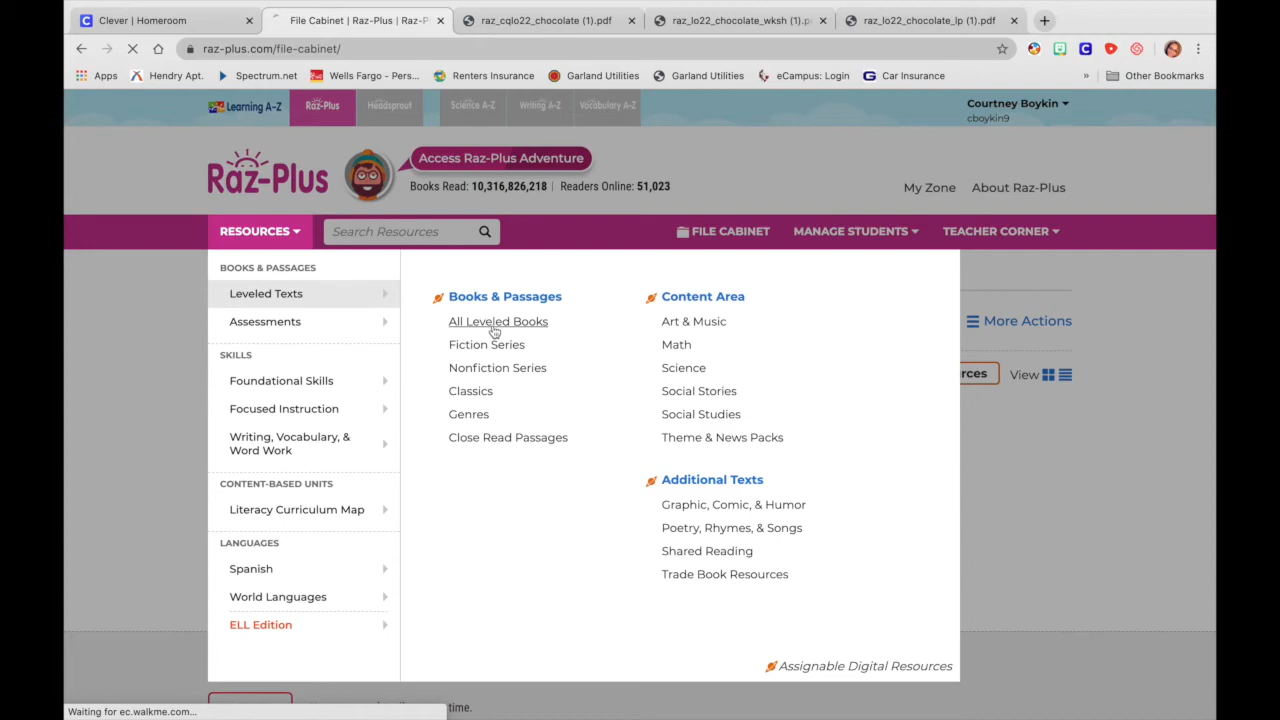 Clever | Homeroom
File Cabinet | Raz-Plus | Raz-P
raz_cqlo22_chocolate (1).pdf
raz_lo22_chocolate_wksh (1).p
raz_lo22_chocolate_lp (1).pdf
raz-plus.com/file-cabinet/
Apps
Hendry Apt.
Spectrum.net
Wells Fargo - Pers...
Renters Insurance
Garland Utilities
Garland Utilities
eCampus: Login
Car Insurance
»
Other Bookmarks
Learning A-Z
Raz-Plus
Headsprout
Science A-Z
Writing A-Z
Vocabulary A-Z
Courtney Boykin
cboykin9
Raz-Plus
Access Raz-Plus Adventure
Books Read: 10,316,826,218 | Readers Online: 51,023
My Zone
About Raz-Plus
RESOURCES
Search Resources
FILE CABINET
MANAGE STUDENTS
TEACHER CORNER
BOOKS & PASSAGES
Leveled Texts
Assessments
SKILLS
Foundational Skills
Focused Instruction
Writing, Vocabulary, &
Word Work
CONTENT-BASED UNITS
Literacy Curriculum Map
LANGUAGES
Spanish
World Languages
ELL Edition
Books & Passages
All Leveled Books
Fiction Series
Nonfiction Series
Classics
Genres
Close Read Passages
Content Area
Art & Music
Math
Science
Social Stories
Social Studies
Theme & News Packs
Additional Texts
Graphic, Comic, & Humor
Poetry, Rhymes, & Songs
Shared Reading
Trade Book Resources
Assignable Digital Resources
More Actions
rces
View
time.
Waiting for ec.walkme.com...